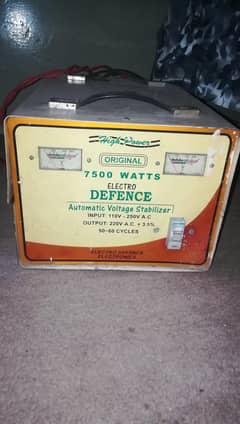 High Power
ORIGINAL
7500 WATTS
ELECTRO
DEFENCE
Automatic Voltage Stabilizer
INPUT: 110V - 250V A.C
OUTPUT: 220V A.C. + 3.5%
50-60 CYCLES
ELECTRO DEFENCE
ELECTRONICS